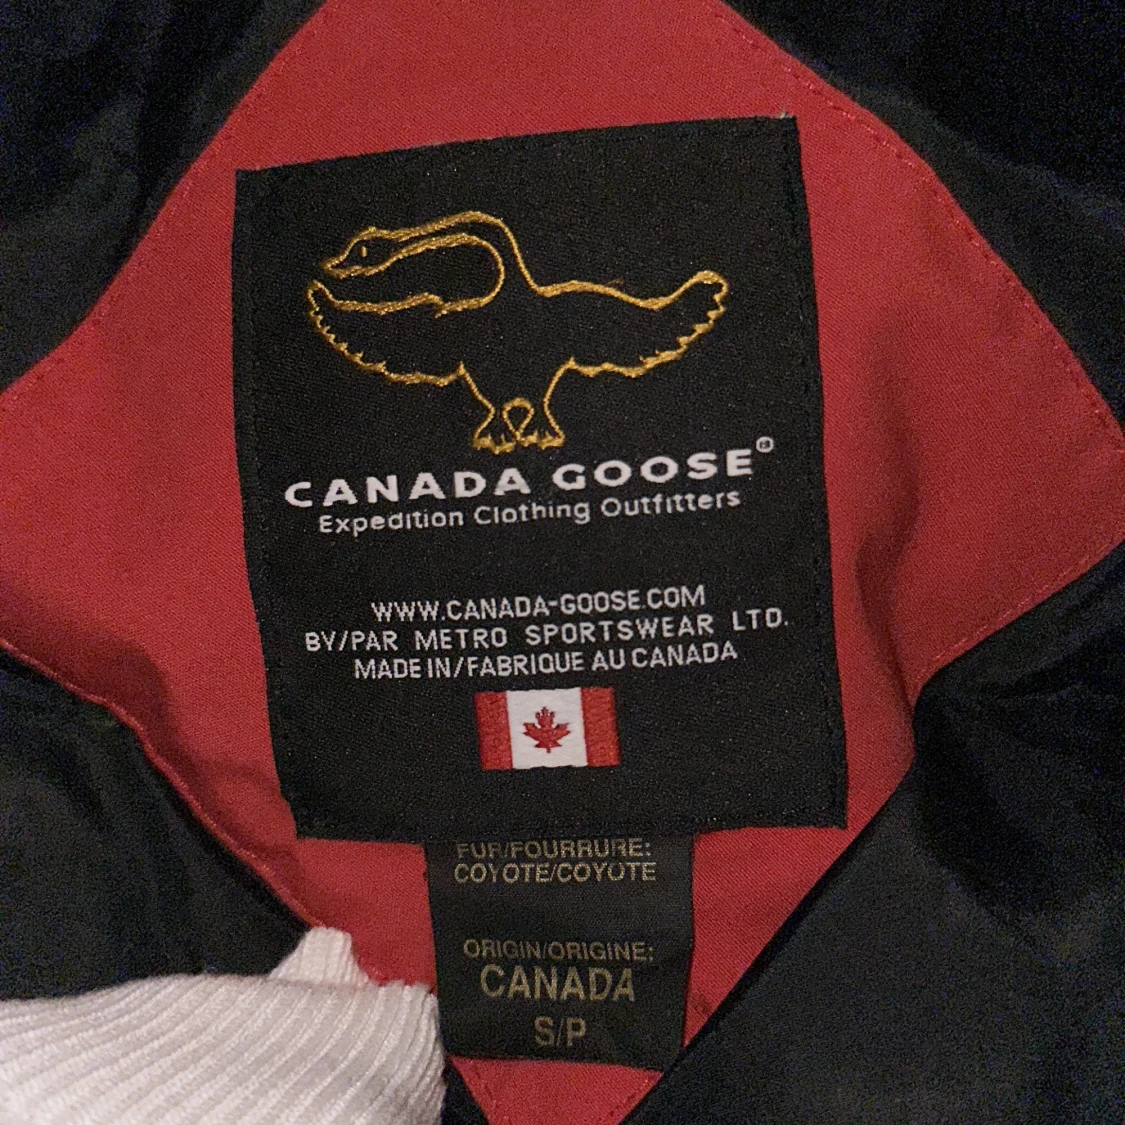 CANADA GOOSE®
Expedition Clothing Outfitters
WWW.CANADA-GOOSE.COM
BY/PAR METRO SPORTSWEAR LTD.
MADE IN/FABRIQUE AU CANADA
FUR/FOURRURE:
COYOTE/COYOTE
ORIGIN/ORIGINE:
CANADA
S/P